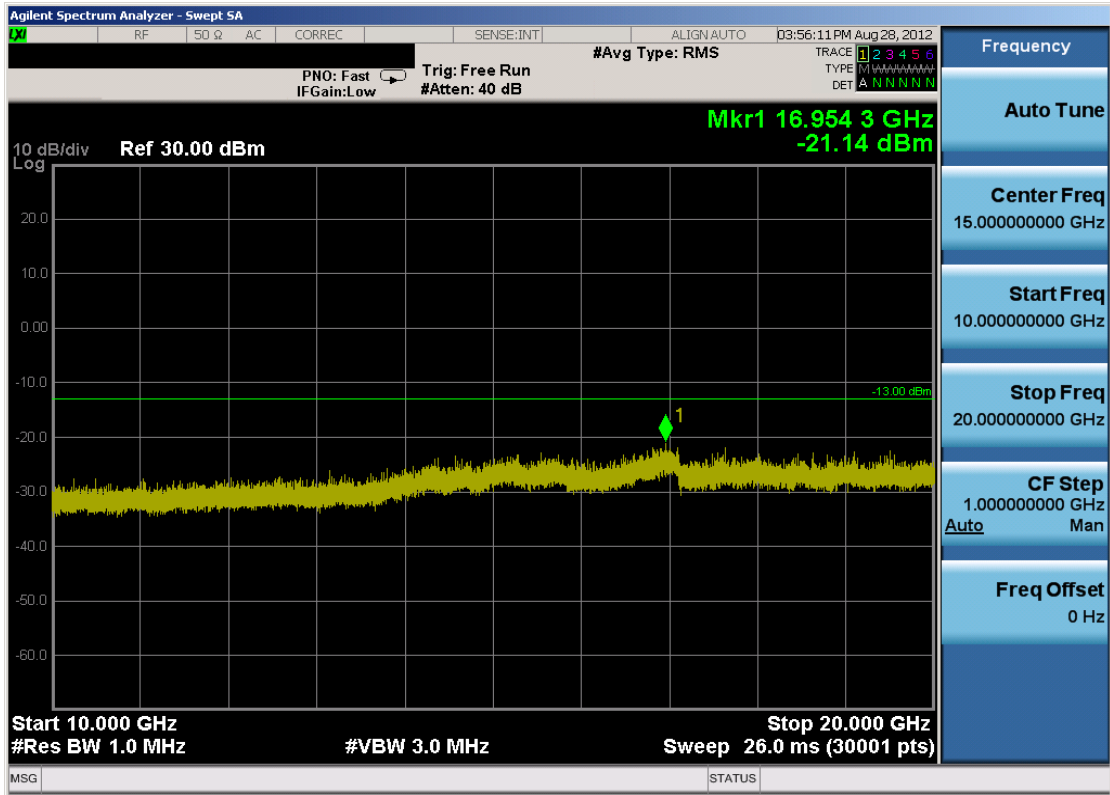 Agilent Spectrum Analyzer - Swept SA
LXI RF 50 Ω AC CORREC SENSE:INT ALIGN AUTO 03:56:11 PM Aug 28, 2012
#Avg Type: RMS
TRACE 1 2 3 4 5 6
PNO: Fast Trig: Free Run
TYPE M WWWWW
IFGain:Low #Atten: 40 dB
DET A N N N N N
Mkr1 16.954 3 GHz
-21.14 dBm
10 dB/div Ref 30.00 dBm
Log
20.0
10.0
0.00
-10.0
-13.00 dBm
1
-20.0
-30.0
-40.0
-50.0
-60.0
Start 10.000 GHz Stop 20.000 GHz
#Res BW 1.0 MHz #VBW 3.0 MHz Sweep 26.0 ms (30001 pts)
MSG STATUS
Frequency
Auto Tune
Center Freq
15.000000000 GHz
Start Freq
10.000000000 GHz
Stop Freq
20.000000000 GHz
CF Step
1.000000000 GHz
Auto Man
Freq Offset
0 Hz